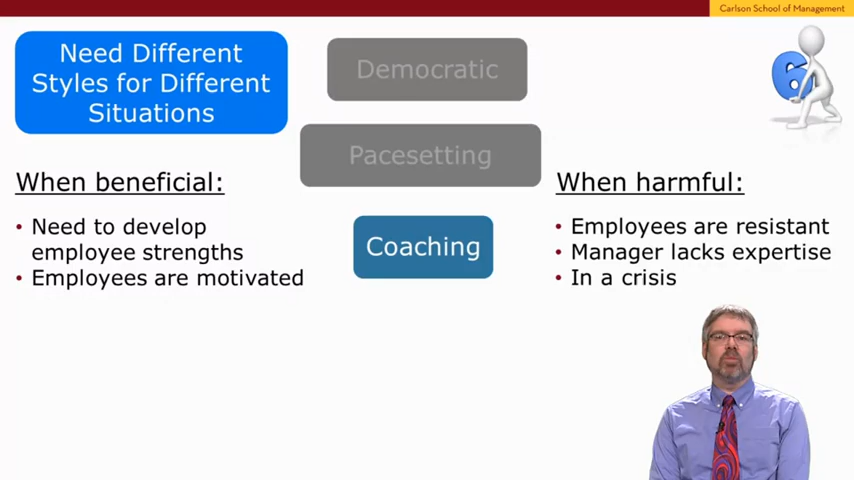 Carlson School of Management
Need Different
Styles for Different
Situations
Democratic
6
Pacesetting
When beneficial:
When harmful:
• Need to develop
employee strengths
• Employees are motivated
Coaching
• Employees are resistant
• Manager lacks expertise
• In a crisis